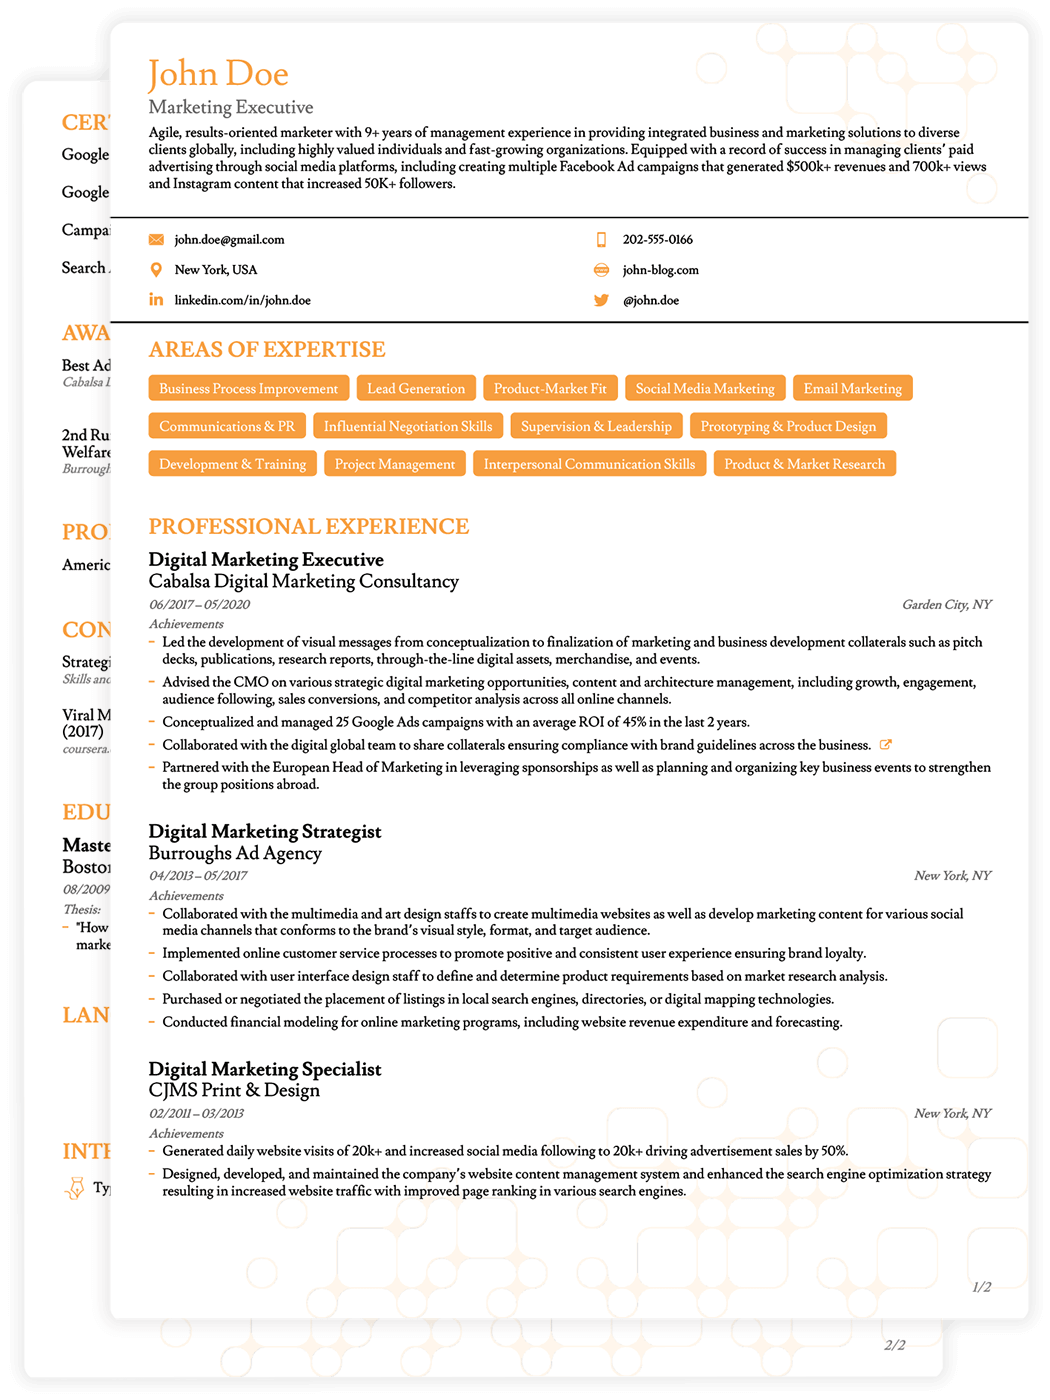 John Doe
Marketing Executive
Agile, results-oriented marketer with 9+ years of management experience in providing integrated business and marketing solutions to diverse
clients globally, including highly valued individuals and fast-growing organizations. Equipped with a record of success in managing clients' paid
advertising through social media platforms, including creating multiple Facebook Ad campaigns that generated $500k+ revenues and 700k+ views
and Instagram content that increased 50K+ followers.
john.doe@gmail.com
202-555-0166
New York, USA
john-blog.com
linkedin.com/in/john.doe
@john.doe
AREAS OF EXPERTISE
Business Process Improvement Lead Generation Product-Market Fit Social Media Marketing Email Marketing
Communications & PR Influential Negotiation Skills Supervision & Leadership Prototyping & Product Design
Development & Training Project Management Interpersonal Communication Skills Product & Market Research
PROFESSIONAL EXPERIENCE
Digital Marketing Executive
Cabalsa Digital Marketing Consultancy
06/2017 – 05/2020 Garden City, NY
Achievements
– Led the development of visual messages from conceptualization to finalization of marketing and business development collaterals such as pitch
decks, publications, research reports, through-the-line digital assets, merchandise, and events.
– Advised the CMO on various strategic digital marketing opportunities, content and architecture management, including growth, engagement,
audience following, sales conversions, and competitor analysis across all online channels.
– Conceptualized and managed 25 Google Ads campaigns with an average ROI of 45% in the last 2 years.
– Collaborated with the digital global team to share collaterals ensuring compliance with brand guidelines across the business.
– Partnered with the European Head of Marketing in leveraging sponsorships as well as planning and organizing key business events to strengthen
the group positions abroad.
Digital Marketing Strategist
Burroughs Ad Agency
04/2013 – 05/2017 New York, NY
Achievements
– Collaborated with the multimedia and art design staffs to create multimedia websites as well as develop marketing content for various social
media channels that conforms to the brand's visual style, format, and target audience.
– Implemented online customer service processes to promote positive and consistent user experience ensuring brand loyalty.
– Collaborated with user interface design staff to define and determine product requirements based on market research analysis.
– Purchased or negotiated the placement of listings in local search engines, directories, or digital mapping technologies.
– Conducted financial modeling for online marketing programs, including website revenue expenditure and forecasting.
Digital Marketing Specialist
CJMS Print & Design
02/2011 – 03/2013 New York, NY
Achievements
– Generated daily website visits of 20k+ and increased social media following to 20k+ driving advertisement sales by 50%.
– Designed, developed, and maintained the company's website content management system and enhanced the search engine optimization strategy
resulting in increased website traffic with improved page ranking in various search engines.
1/2
CER
Google
Google
Campa
Search
AWA
Best Ad
Cabalsa
2nd Ru
Welfare
Burrough
PRO
Americ
CON
Strategi
Skills and
Viral M
(2017)
coursera.
EDU
Maste
Boston
08/2009
Thesis:
– "How
marke
LAN
INTE
Ty
2/2